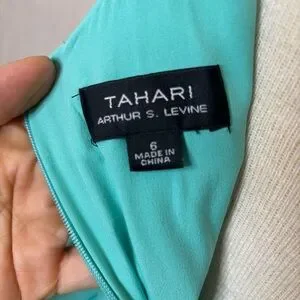 TAHARI
ARTHUR S. LEVINE
6
MADE IN
CHINA